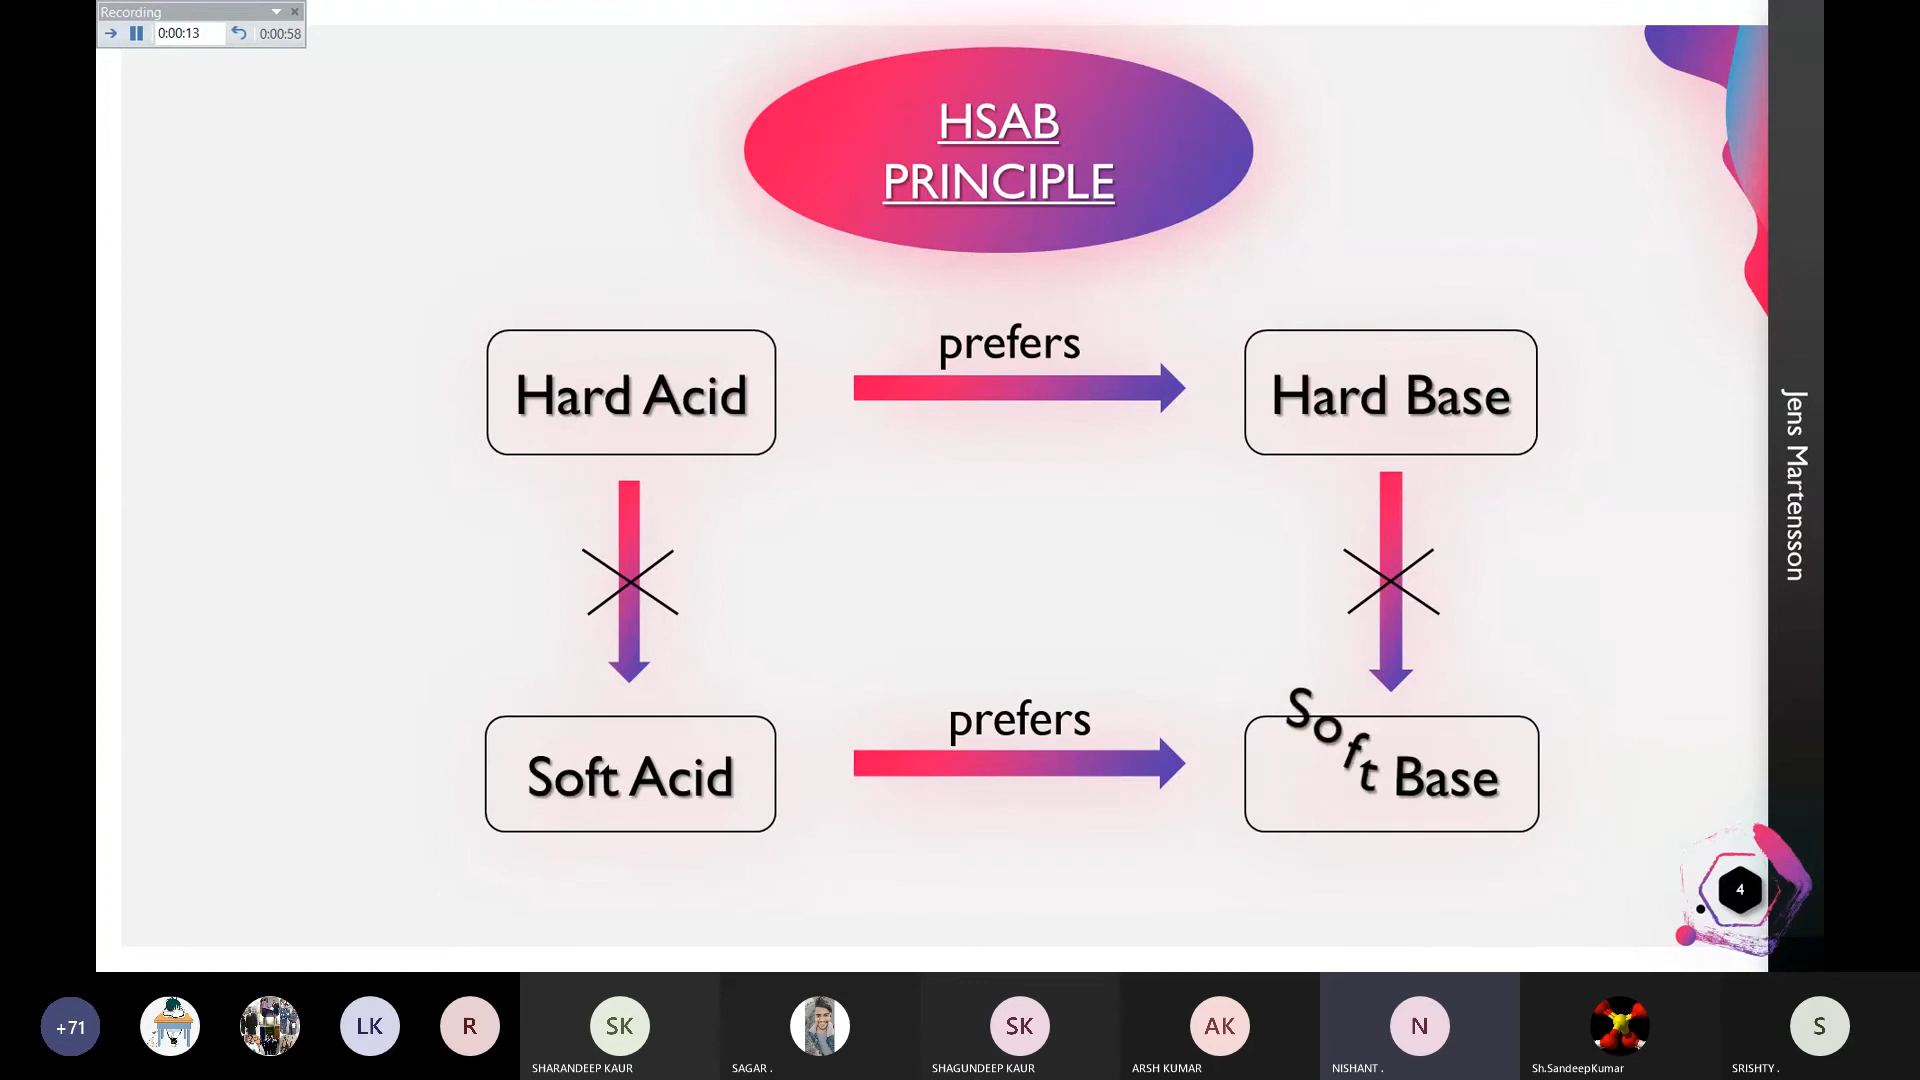 Recording
0:00:13
0:00:58
HSAB
PRINCIPLE
prefers
Hard Acid
Hard Base
Jens Martensson
prefers
Soft Acid
Soft Base
4
+71
LK
R
SK
SK
AK
N
S
SHARANDEEP KAUR
SAGAR .
SHAGUNDEEP KAUR
ARSH KUMAR
NISHANT .
Sh.SandeepKumar
SRISHTY .